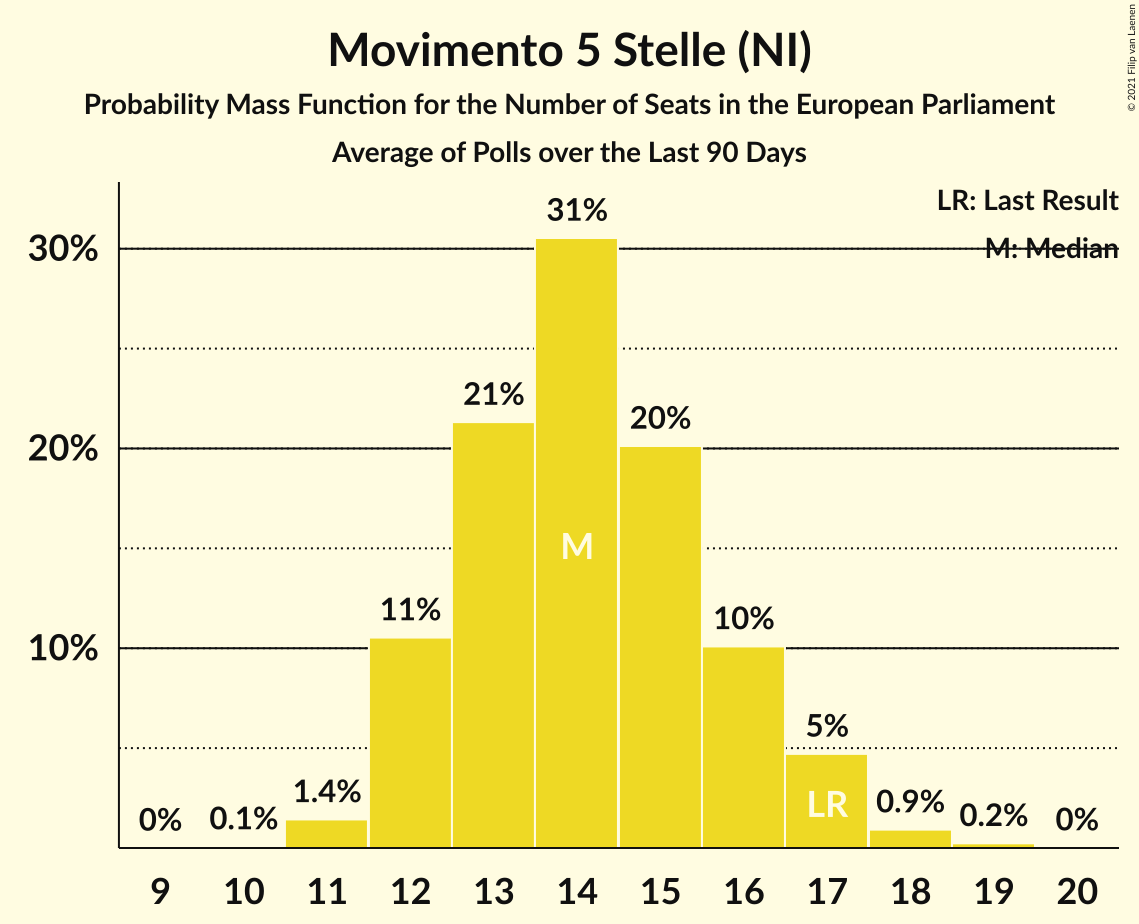 Movimento 5 Stelle (NI)
Probability Mass Function for the Number of Seats in the European Parliament
Average of Polls over the Last 90 Days
© 2021 Filip van Laenen
LR: Last Result
M: Median
30%
20%
10%
0%
0.1%
1.4%
11%
21%
31%
20%
10%
5%
0.9%
0.2%
0%
M
LR
9 10 11 12 13 14 15 16 17 18 19 20